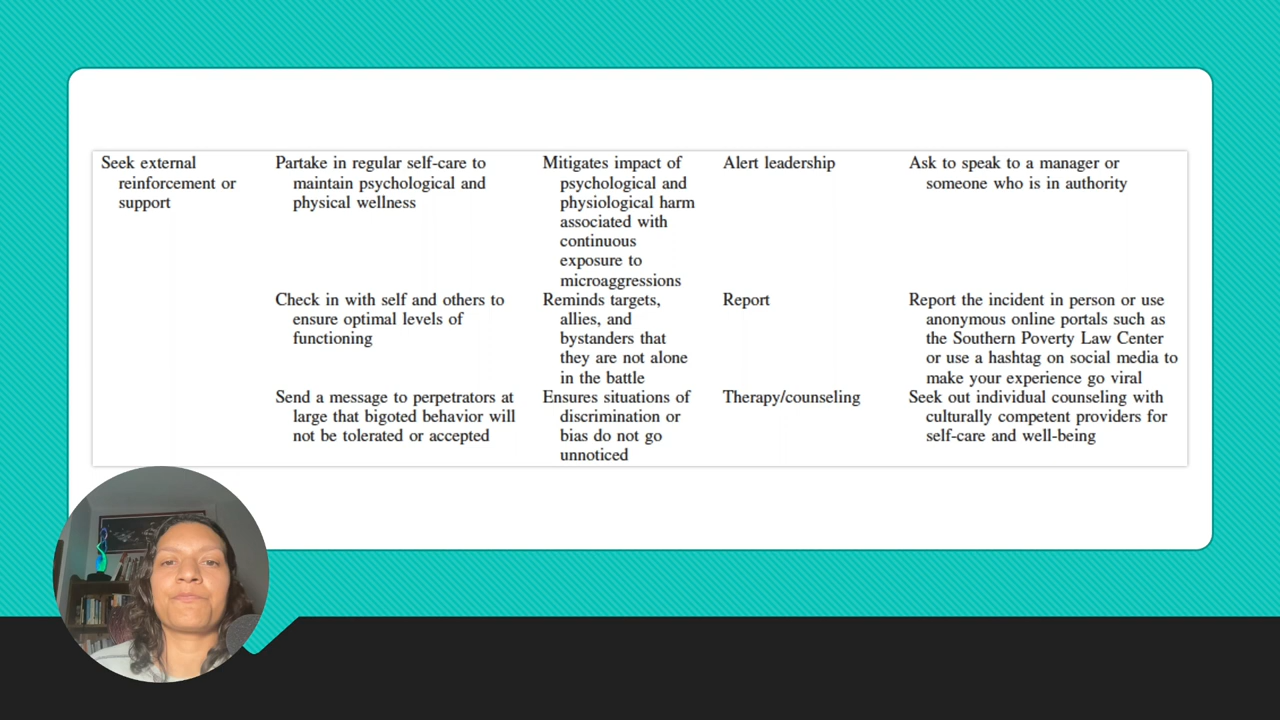 Seek external
reinforcement or
support
Partake in regular self-care to
maintain psychological and
physical wellness
Mitigates impact of
psychological and
physiological harm
associated with
continuous
exposure to
microaggressions
Alert leadership
Ask to speak to a manager or
someone who is in authority
Check in with self and others to
ensure optimal levels of
functioning
Reminds targets,
allies, and
bystanders that
they are not alone
in the battle
Report
Report the incident in person or use
anonymous online portals such as
the Southern Poverty Law Center
or use a hashtag on social media to
make your experience go viral
Send a message to perpetrators at
large that bigoted behavior will
not be tolerated or accepted
Ensures situations of
discrimination or
bias do not go
unnoticed
Therapy/counseling
Seek out individual counseling with
culturally competent providers for
self-care and well-being